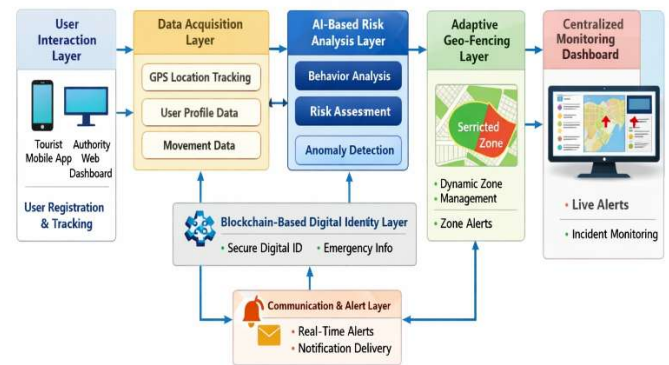 User
Interaction
Layer
Tourist
Mobile App
Authority
Web
Dashboard
User Registration
& Tracking
Data Acquisition
Layer
GPS Location Tracking
User Profile Data
Movement Data
AI-Based Risk
Analysis Layer
Behavior Analysis
Risk Assesment
Anomaly Detection
Adaptive
Geo-Fencing
Layer
Serricted
Zone
• Dynamic Zone
• Management
• Zone Alerts
Centralized
Monitoring
Dashboard
• Live Alerts
• Incident Monitoring
Blockchain-Based Digital Identity Layer
• Secure Digital ID
• Emergency Info
Communication & Alert Layer
• Real-Time Alerts
• Notification Delivery